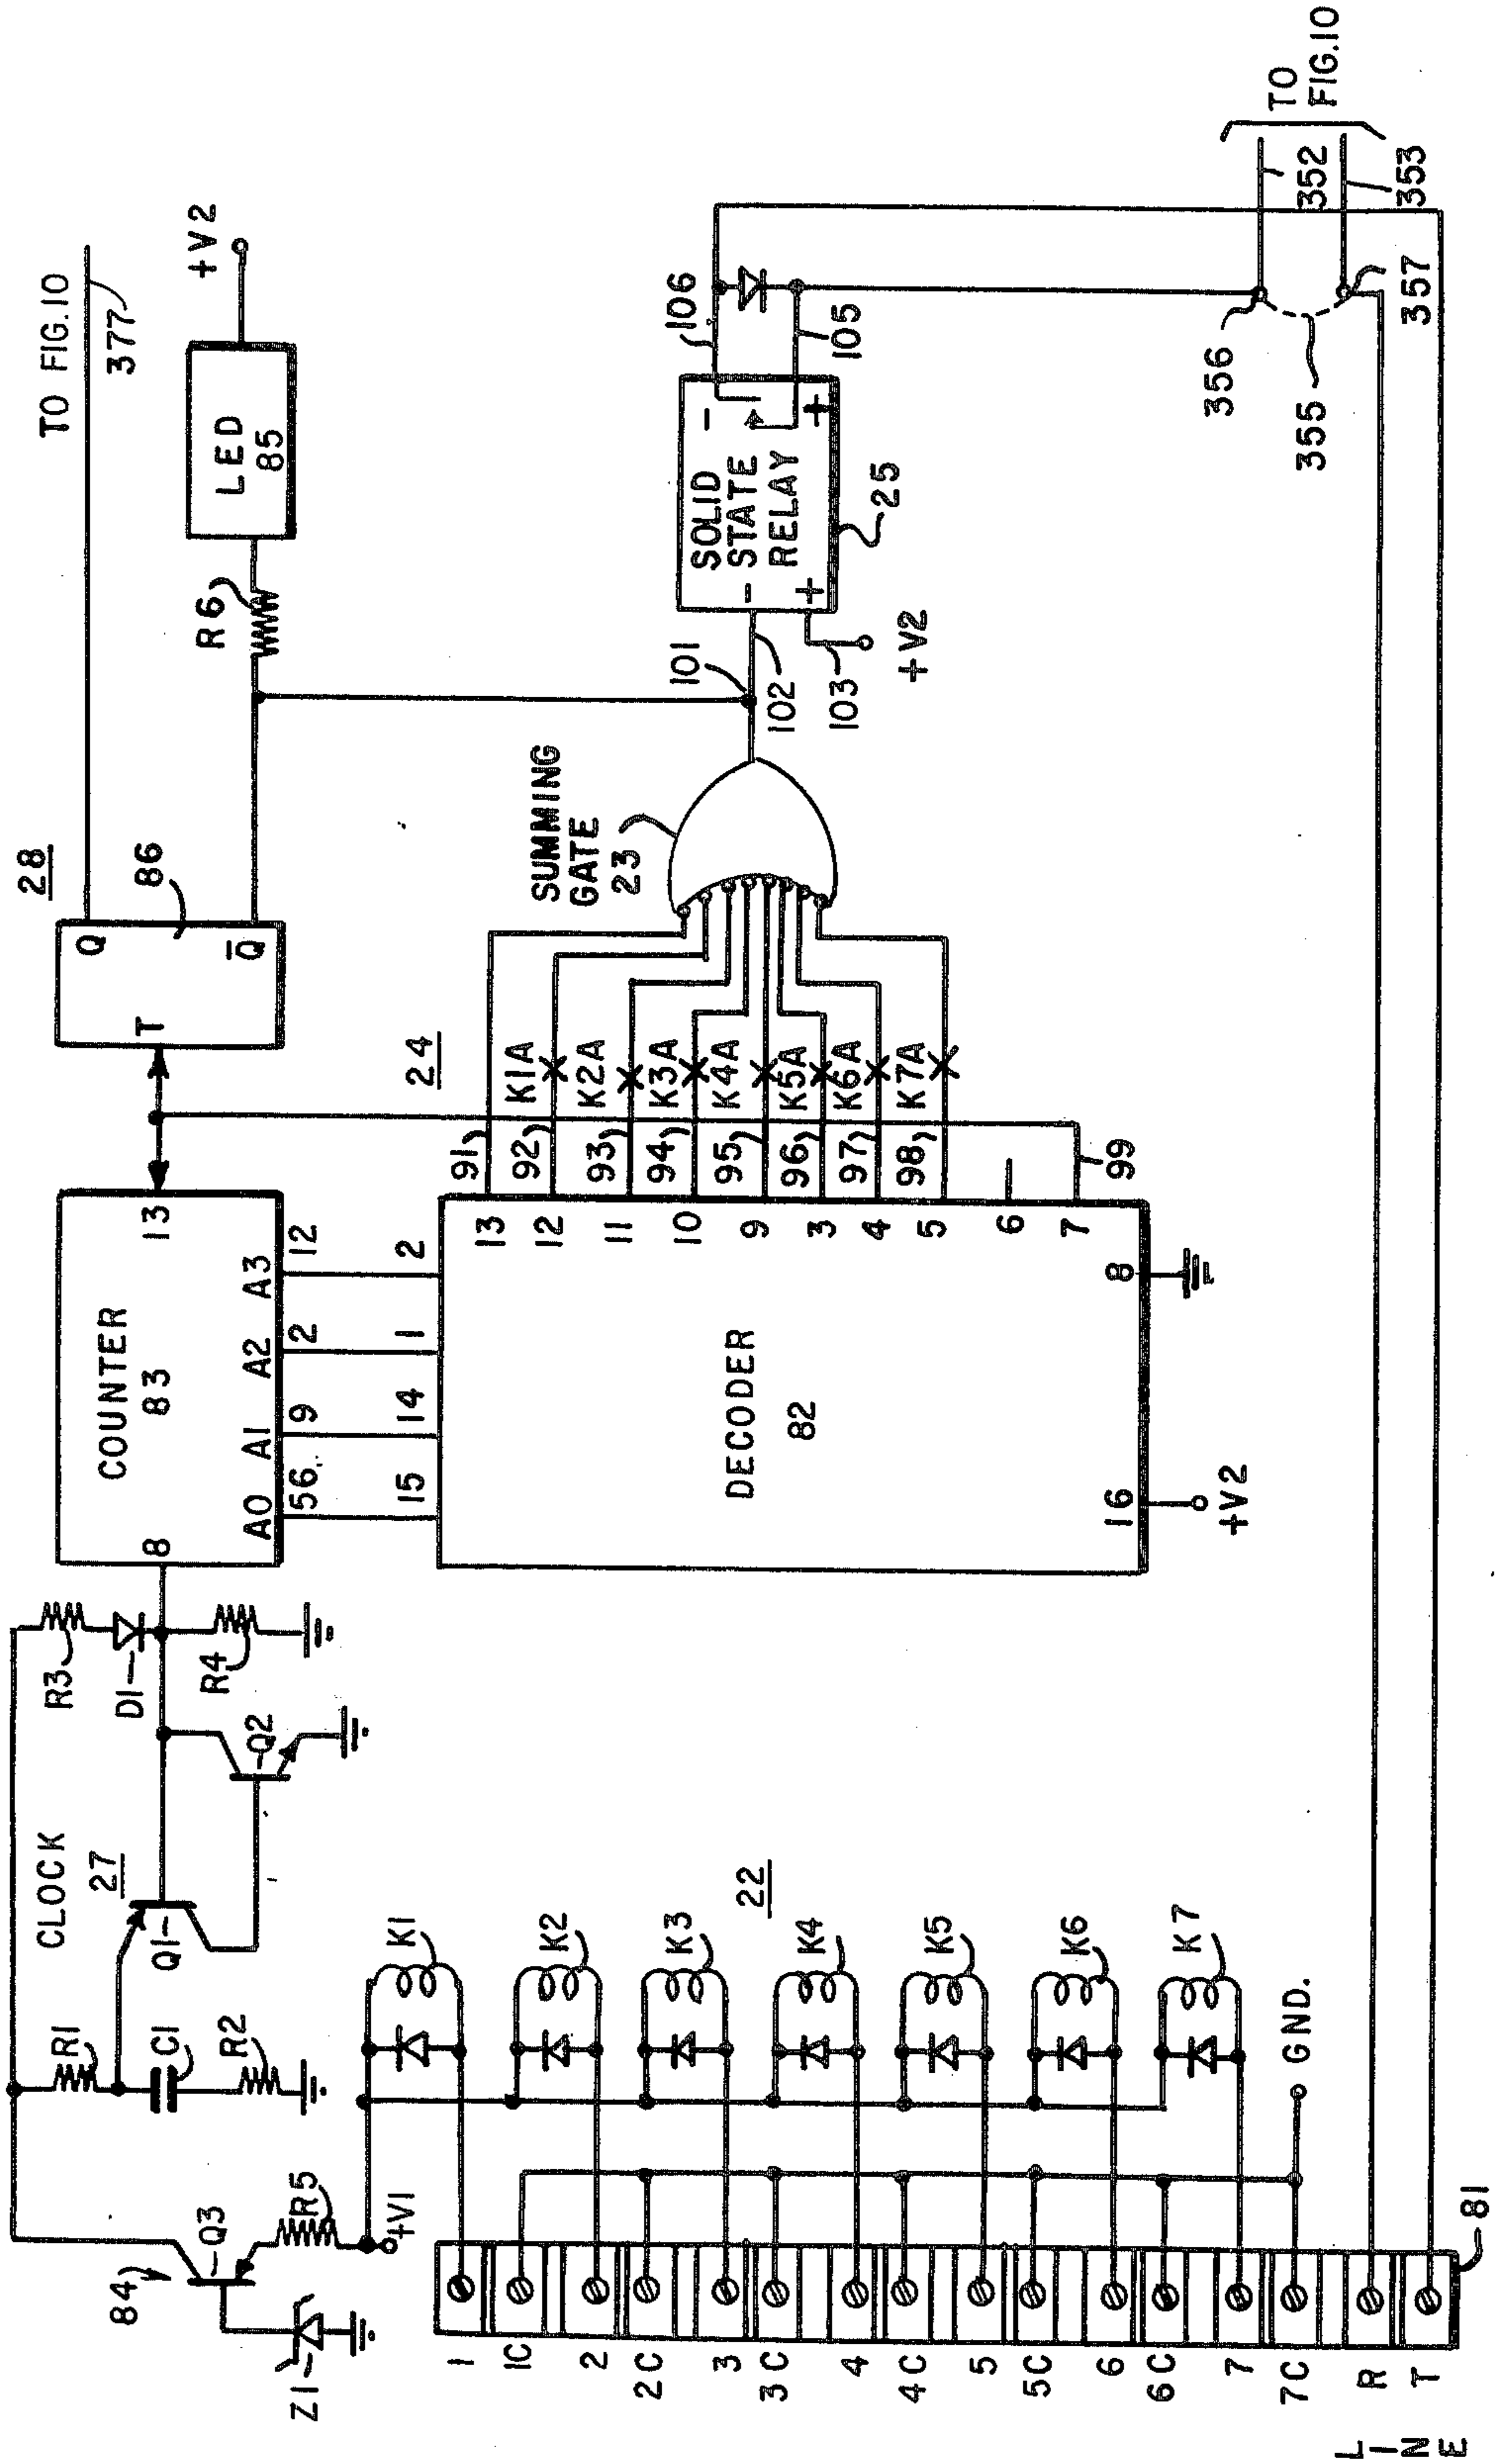 TO FIG.10
377
+V2
LED
85
R6
28
86
Q
Q̄
T
COUNTER
83
8
13
A0
A1
A2
A3
56
9
2
12
15
14
1
2
DECODER
82
16
+V2
8
13
12
11
10
9
3
4
5
6
7
91
92
93
94
95
96
97
98
99
24
K1A
K2A
K3A
K4A
K5A
K6A
K7A
SUMMING
GATE
23
101
102
103
+V2
SOLID
STATE
RELAY
-
+
-
+
25
106
105
TO
FIG.10
352
353
356
355
357
CLOCK
27
R3
D1
R4
Q2
Q1
R1
C1
R2
84
Q3
R5
Z1
+V1
22
K1
K2
K3
K4
K5
K6
K7
GND.
1
1C
2
2C
3
3C
4
4C
5
5C
6
6C
7
7C
R
T
81
LINE